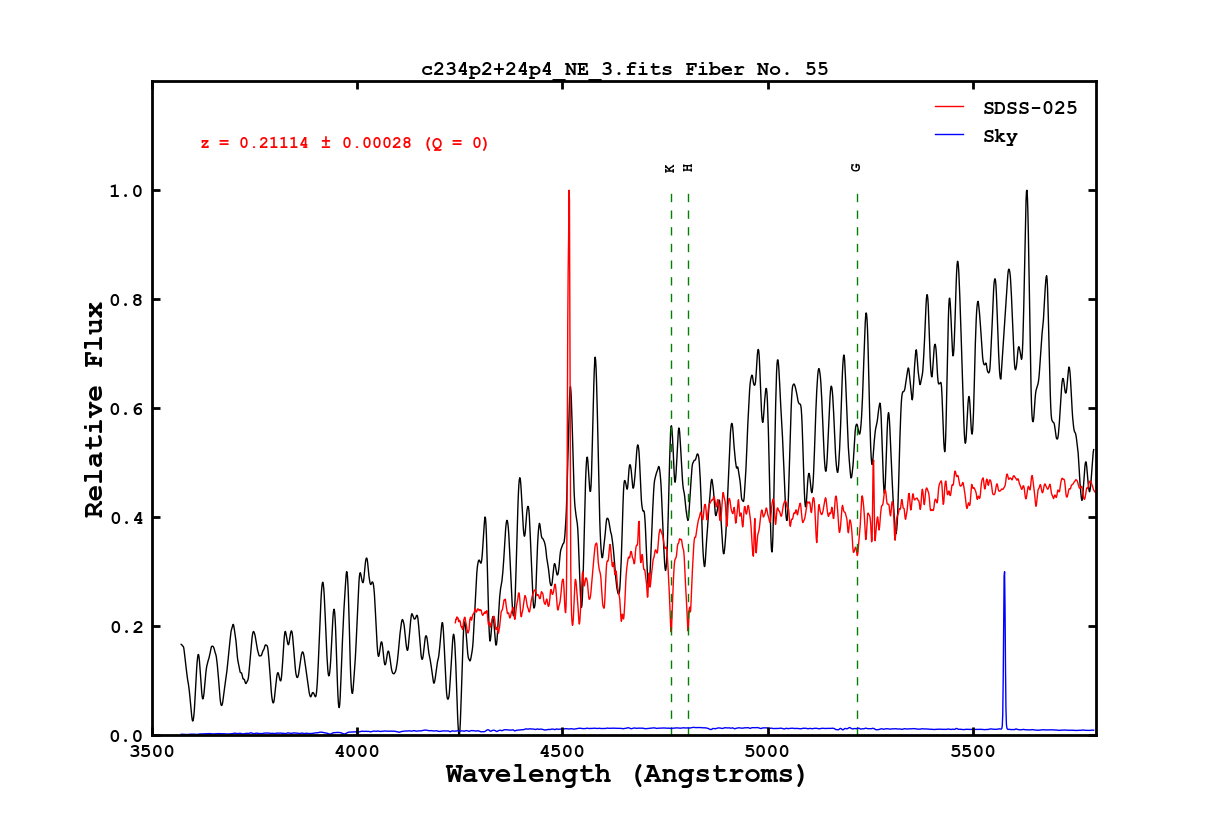 c234p2+24p4_NE_3.fits Fiber No. 55
SDSS-025
Sky
z = 0.21114 ± 0.00028 (Q = 0)
K
H
G
1.0
0.8
0.6
0.4
0.2
0.0
Relative Flux
3500 4000 4500 5000 5500
Wavelength (Angstroms)